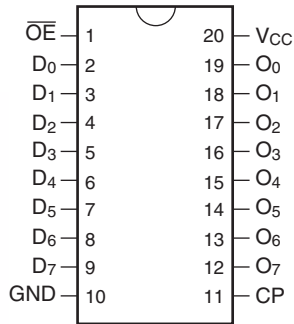 O̅E̅ 1 20 VCC
D0 2 19 O0
D1 3 18 O1
D2 4 17 O2
D3 5 16 O3
D4 6 15 O4
D5 7 14 O5
D6 8 13 O6
D7 9 12 O7
GND 10 11 CP